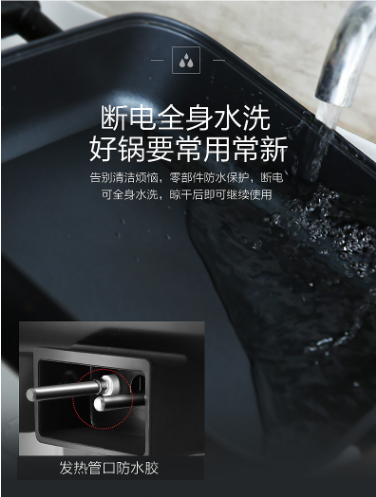 断电全身水洗
好锅要常用常新
告别清洁烦恼，零部件防水保护，断电
可全身水洗，晾干后即可继续使用
发热管口防水胶